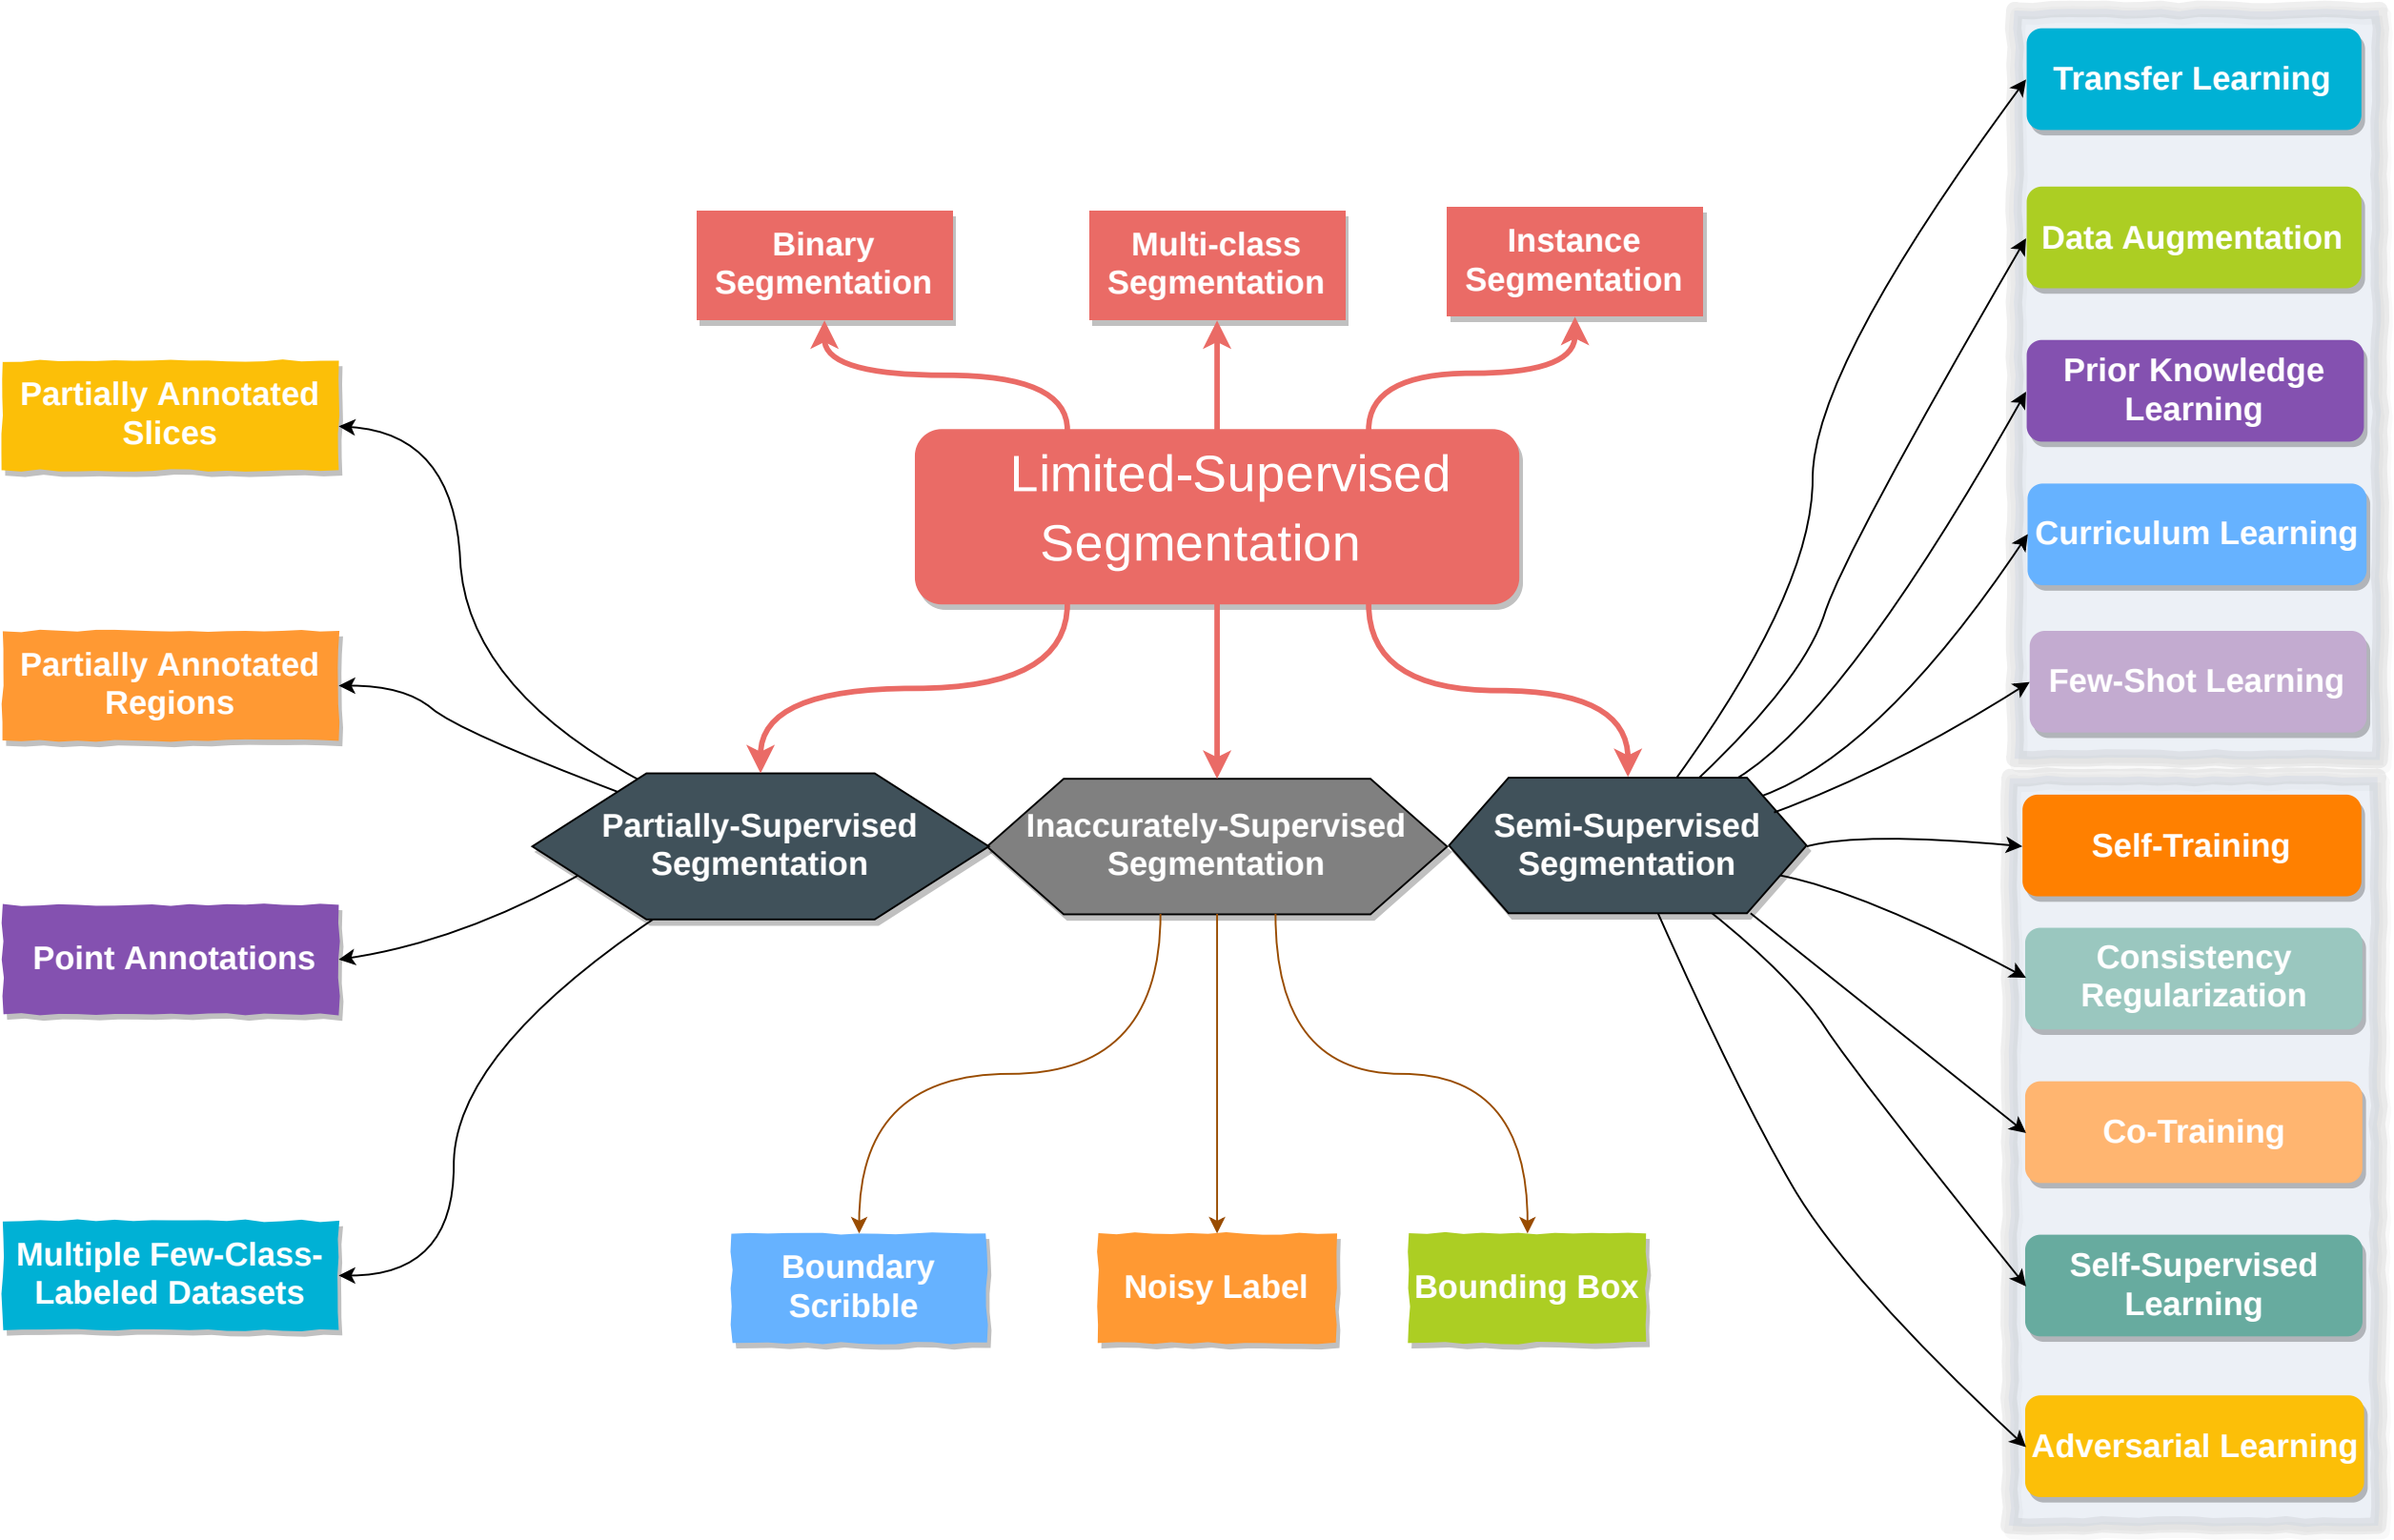 Transfer Learning
Data Augmentation
Prior Knowledge
Learning
Curriculum Learning
Few-Shot Learning
Binary
Segmentation
Multi-class
Segmentation
Instance
Segmentation
Limited-Supervised
Segmentation
Partially Annotated
Slices
Partially Annotated
Regions
Point Annotations
Multiple Few-Class-
Labeled Datasets
Partially-Supervised
Segmentation
Inaccurately-Supervised
Segmentation
Semi-Supervised
Segmentation
Boundary
Scribble
Noisy Label
Bounding Box
Self-Training
Consistency
Regularization
Co-Training
Self-Supervised
Learning
Adversarial Learning